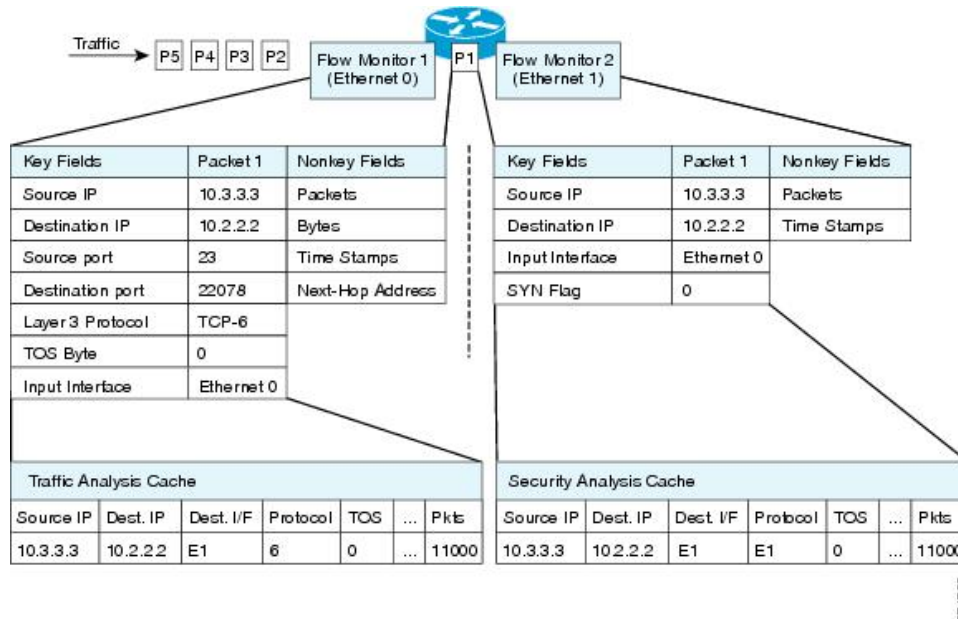 Traffic
P5 P4 P3 P2
Flow Monitor 1
(Ethernet 0)
P1
Flow Monitor 2
(Ethernet 1)
Key Fields Packet 1 Nonkey Fields
Source IP 10.3.3.3 Packets
Destination IP 10.2.2.2 Bytes
Source port 23 Time Stamps
Destination port 22078 Next-Hop Address
Layer 3 Protocol TCP-6
TOS Byte 0
Input Interface Ethernet 0
Key Fields Packet 1 Nonkey Fields
Source IP 10.3.3.3 Packets
Destination IP 10.2.2.2 Time Stamps
Input Interface Ethernet 0
SYN Flag 0
Traffic Analysis Cache
Source IP Dest. IP Dest. I/F Protocol TOS ... Pkts
10.3.3.3 10.2.2.2 E1 6 0 ... 11000
Security Analysis Cache
Source IP Dest. IP Dest. I/F Protocol TOS ... Pkts
10.3.3.3 10.2.2.2 E1 E1 0 ... 11000